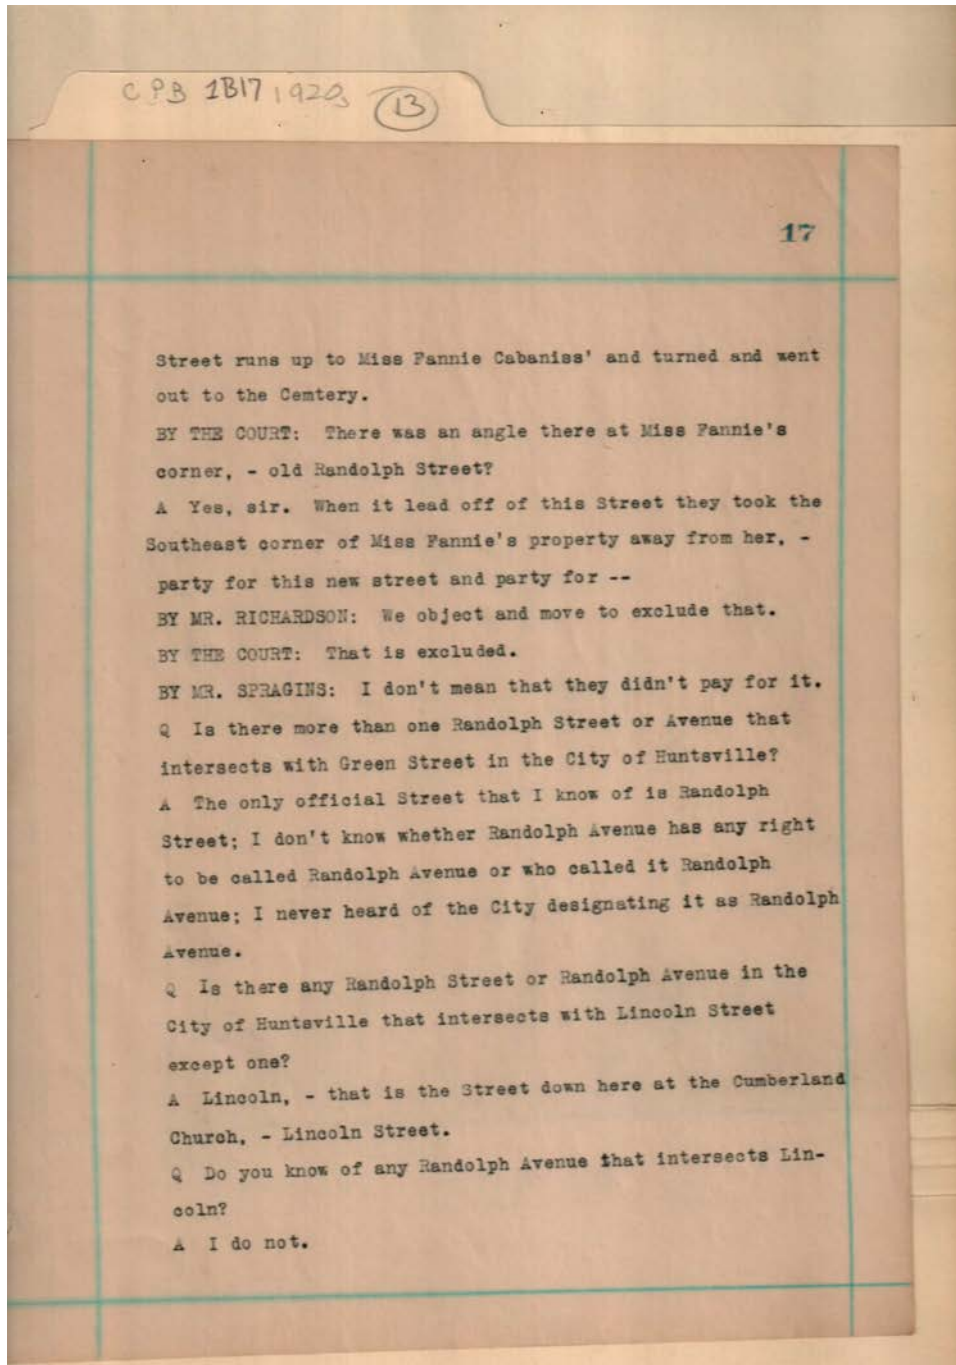 CPB 1B17 1920s 13
17
Street runs up to Miss Fannie Cabaniss' and turned and went
out to the Cemtery.
BY THE COURT: There was an angle there at Miss Fannie's
corner, - old Randolph Street?
A Yes, sir. When it lead off of this Street they took the
Southeast corner of Miss Fannie's property away from her, -
party for this new street and party for --
BY MR. RICHARDSON: We object and move to exclude that.
BY THE COURT: That is excluded.
BY MR. SPRAGINS: I don't mean that they didn't pay for it.
Q Is there more than one Randolph Street or Avenue that
intersects with Green Street in the City of Huntsville?
A The only official Street that I know of is Randolph
Street; I don't know whether Randolph Avenue has any right
to be called Randolph Avenue or who called it Randolph
Avenue; I never heard of the City designating it as Randolph
Avenue.
Q Is there any Randolph Street or Randolph Avenue in the
City of Huntsville that intersects with Lincoln Street
except one?
A Lincoln, - that is the Street down here at the Cumberland
Church, - Lincoln Street.
Q Do you know of any Randolph Avenue that intersects Lin-
coln?
A I do not.